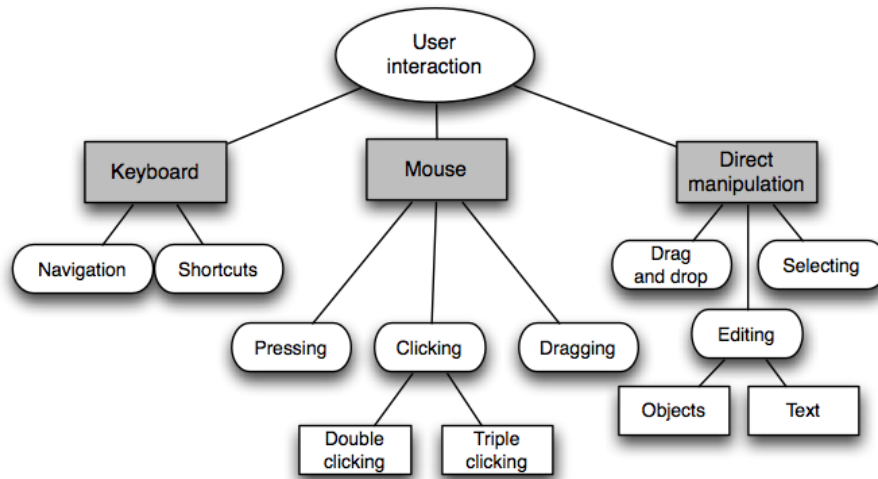 User
interaction
Keyboard
Mouse
Direct
manipulation
Navigation
Shortcuts
Drag
and drop
Selecting
Pressing
Clicking
Dragging
Editing
Objects
Text
Double
clicking
Triple
clicking